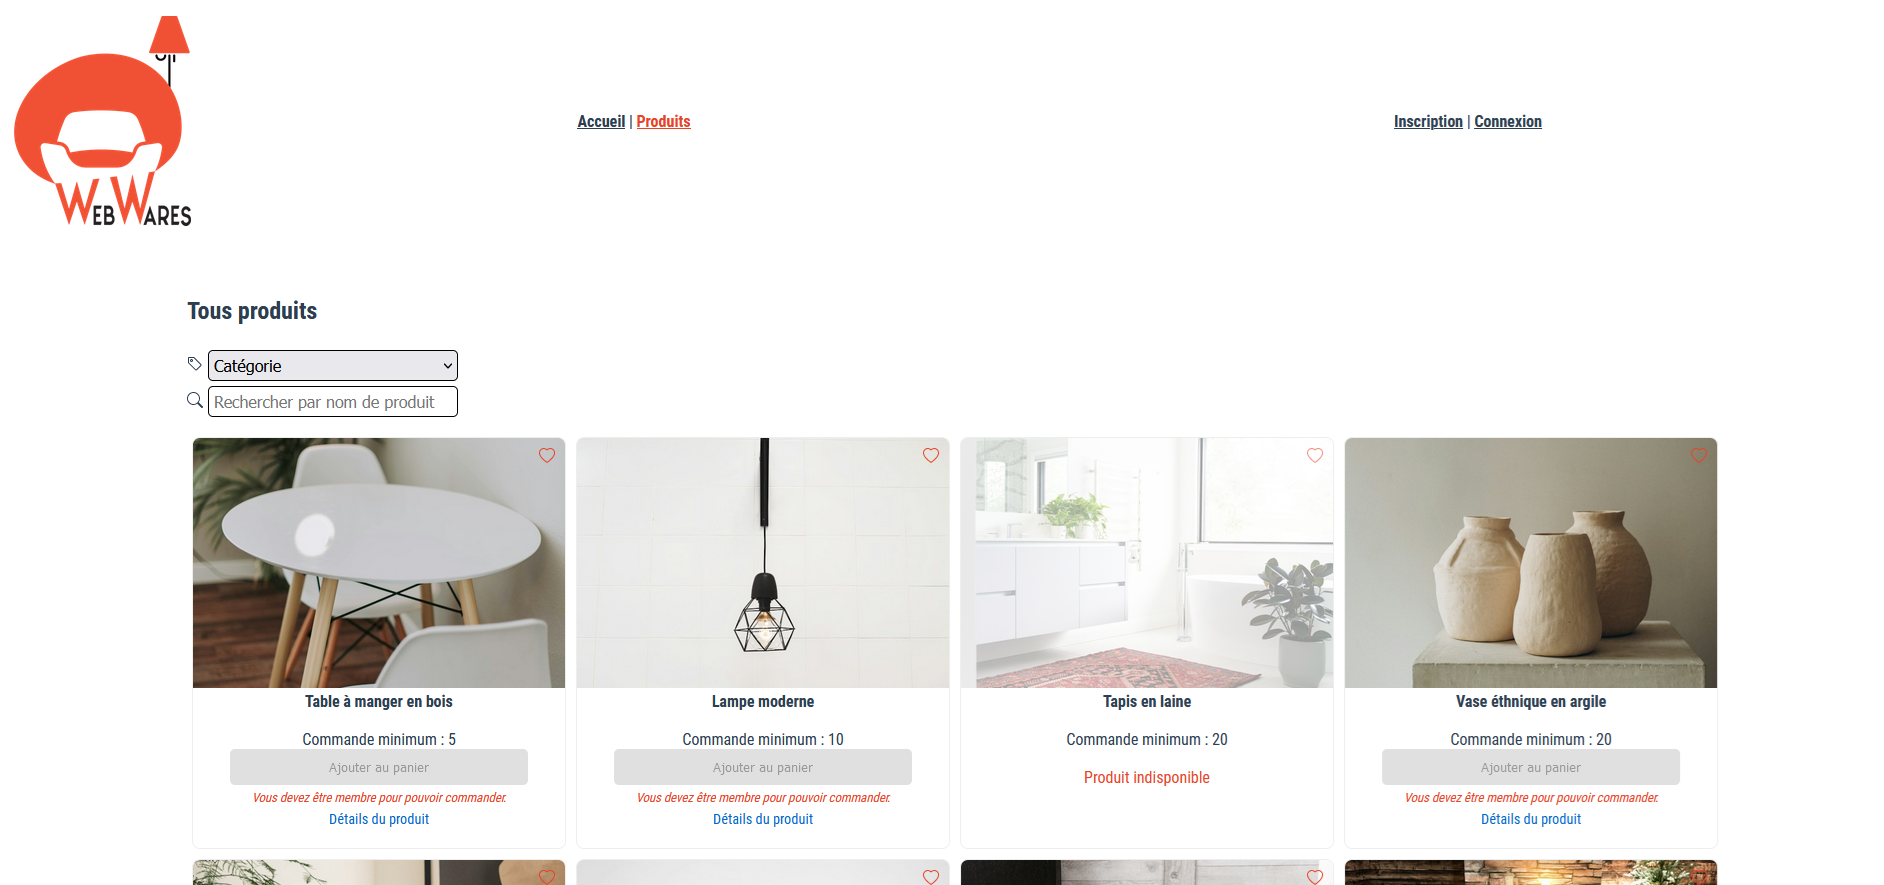 WEBWARES
Accueil | Produits
Inscription | Connexion
Tous produits
Catégorie
Rechercher par nom de produit
Table à manger en bois
Commande minimum : 5
Ajouter au panier
Vous devez être membre pour pouvoir commander.
Détails du produit
Lampe moderne
Commande minimum : 10
Ajouter au panier
Vous devez être membre pour pouvoir commander.
Détails du produit
Tapis en laine
Commande minimum : 20
Produit indisponible
Vase éthnique en argile
Commande minimum : 20
Ajouter au panier
Vous devez être membre pour pouvoir commander.
Détails du produit